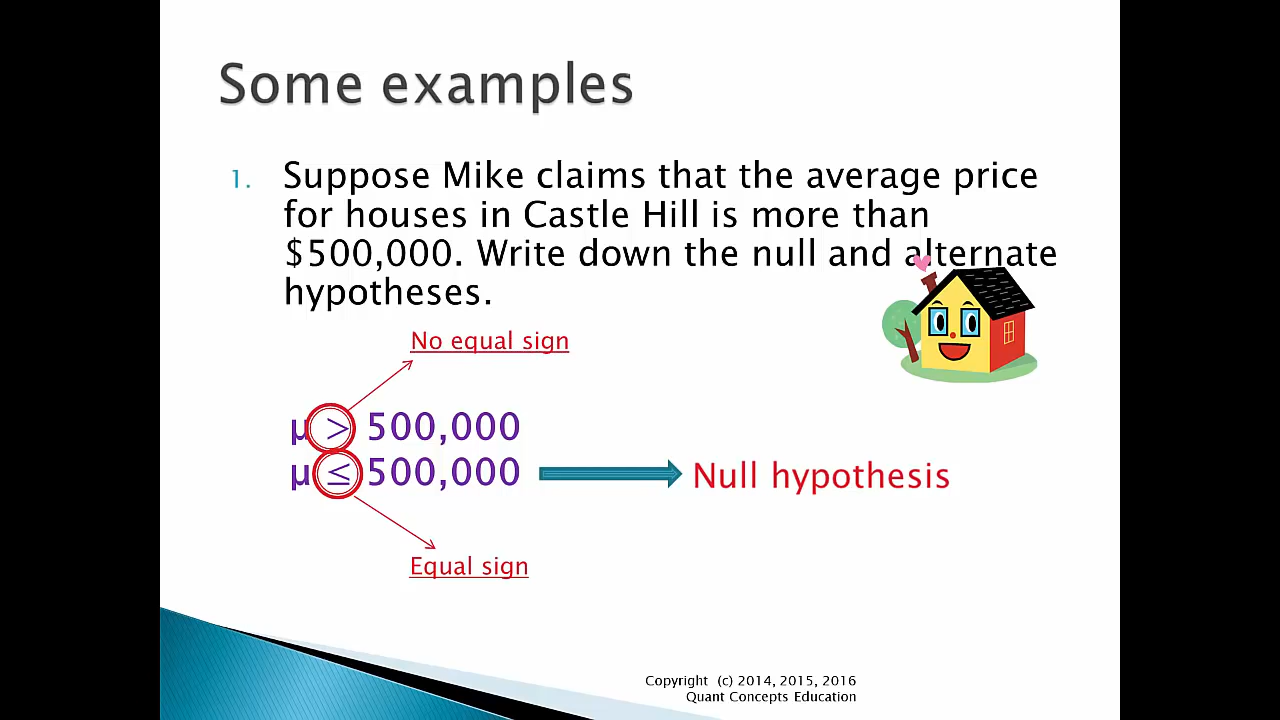 Some examples
1. Suppose Mike claims that the average price
for houses in Castle Hill is more than
$500,000. Write down the null and alternate
hypotheses.
No equal sign
μ > 500,000
μ ≤ 500,000
Null hypothesis
Equal sign
Copyright (c) 2014, 2015, 2016
Quant Concepts Education